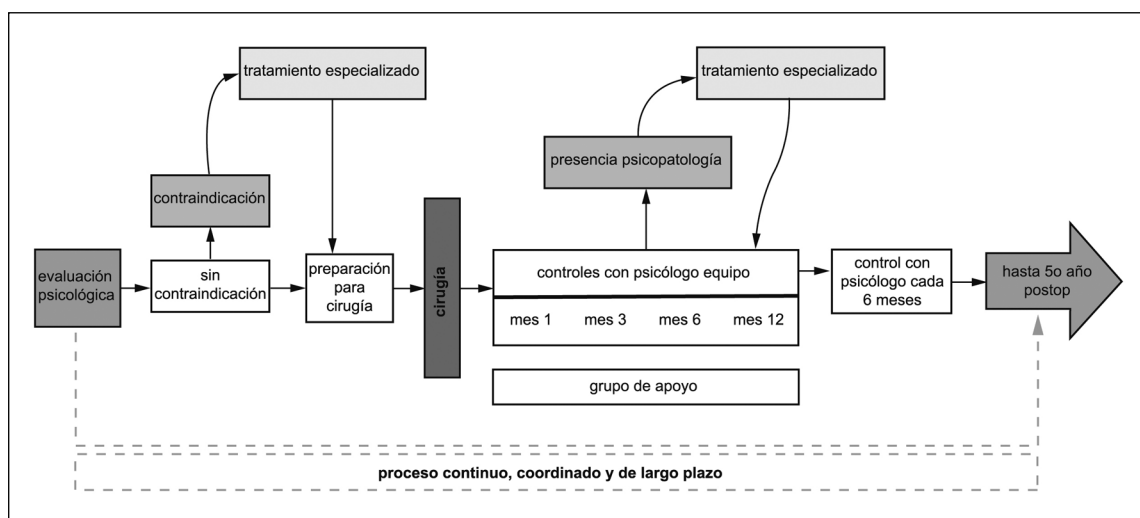 tratamiento especializado
tratamiento especializado
presencia psicopatología
contraindicación
evaluación
psicológica
sin
contraindicación
preparación
para
cirugía
cirugía
controles con psicólogo equipo
mes 1 mes 3 mes 6 mes 12
control con
psicólogo cada
6 meses
hasta 5o año
postop
grupo de apoyo
proceso continuo, coordinado y de largo plazo